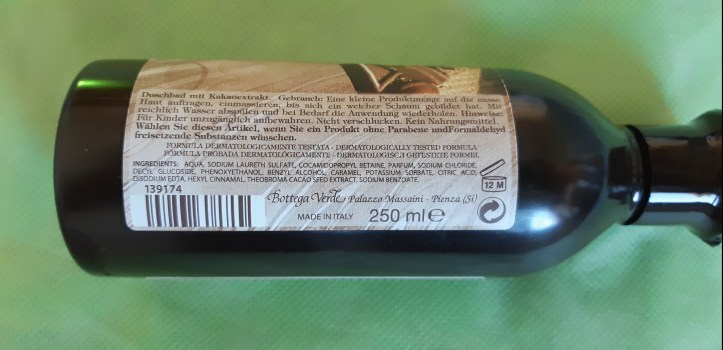 Duschbad mit Kakaoextrakt. Gebrauch: Eine kleine Produktmenge auf die nasse
Haut auftragen, einmassieren, bis sich ein weicher Schaum gebildet hat. Mit
reichlich Wasser abspülen und bei Bedarf die Anwendung wiederholen. Hinweise:
Für Kinder unzugänglich aufbewahren. Nicht verschlucken. Kein Nahrungsmittel.
Wählen Sie diesen Artikel, wenn Sie ein Produkt ohne Parabene undFormaldehyd
freisetzende Substanzen wünschen.
FORMULA DERMATOLOGICAMENTE TESTATA - DERMATOLOGICALLY TESTED FORMULA
FÓRMULA PROBADA DERMATOLÓGICAMENTE - DERMATOLOGISCH GETESTETE FORMEL
INGREDIENTS: AQUA, SODIUM LAURETH SULFATE, COCAMIDOPROPYL BETAINE, PARFUM, SODIUM CHLORIDE,
DECYL GLUCOSIDE, PHENOXYETHANOL, BENZYL ALCOHOL, CARAMEL, POTASSIUM SORBATE, CITRIC ACID,
DISODIUM EDTA, HEXYL CINNAMAL, THEOBROMA CACAO SEED EXTRACT, SODIUM BENZOATE.
12 M
139174
Bottega Verde Palazzo Massaini - Pienza (Si)
MADE IN ITALY 250 ml ℮